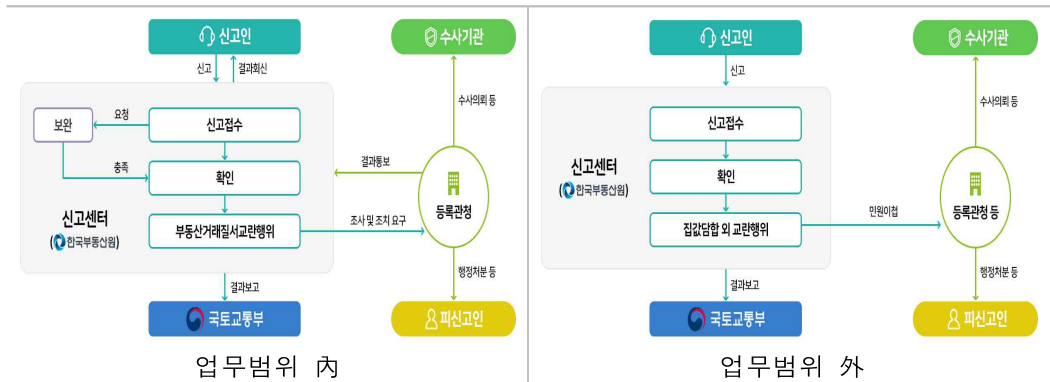 신고인
수사기관
신고
결과회신
수사의뢰 등
요청
보완
신고접수
충족
확인
결과통보
신고센터
(한국부동산원)
부동산거래질서교란행위
조사 및 조치 요구
등록관청
결과보고
행정처분 등
국토교통부
피신고인
업무범위 內
신고인
수사기관
신고
수사의뢰 등
신고접수
신고센터
(한국부동산원)
확인
집값담합 외 교란행위
민원이첩
등록관청 등
결과보고
행정처분 등
국토교통부
피신고인
업무범위 外